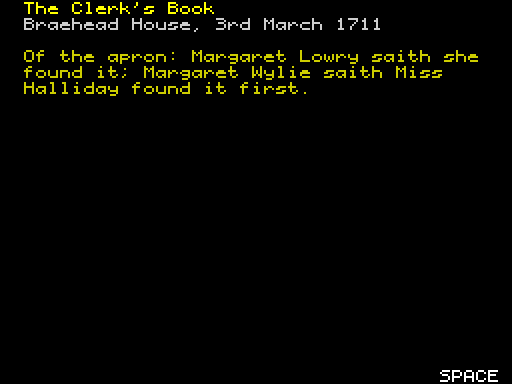 The Clerk's Book
Braehead House, 3rd March 1711
Of the apron: Margaret Lowry saith she
found it; Margaret Wylie saith Miss
Halliday found it first.
SPACE